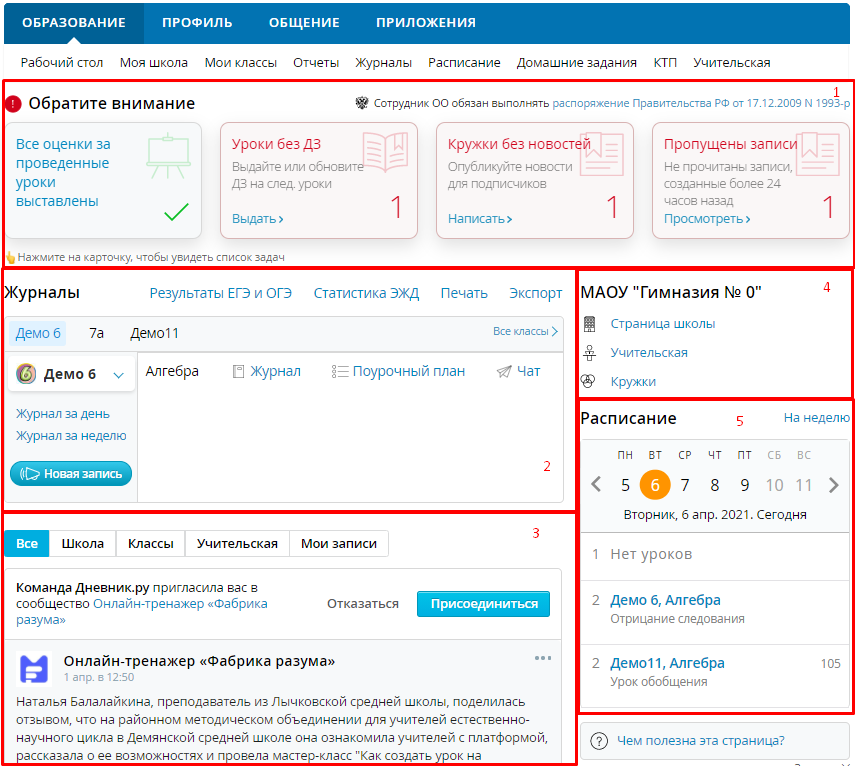 ОБРАЗОВАНИЕ ПРОФИЛЬ ОБЩЕНИЕ ПРИЛОЖЕНИЯ
Рабочий стол Моя школа Мои классы Отчеты Журналы Расписание Домашние задания КТП Учительская
1
! Обратите внимание
Сотрудник ОО обязан выполнять распоряжение Правительства РФ от 17.12.2009 N 1993-р
Все оценки за
проведенные
уроки
выставлены
Уроки без ДЗ
Выдайте или обновите
ДЗ на след. уроки
1
Выдать >
Кружки без новостей
Опубликуйте новости
для подписчиков
1
Написать >
Пропущены записи
Не прочитаны записи,
созданные более 24
часов назад
1
Просмотреть >
Нажмите на карточку, чтобы увидеть список задач
Журналы Результаты ЕГЭ и ОГЭ Статистика ЭЖД Печать Экспорт
Демо 6 7а Демо11 Все классы >
6 Демо 6
Алгебра Журнал Поурочный план Чат
Журнал за день
Журнал за неделю
Новая запись
2
МАОУ "Гимназия № 0"
4
Страница школы
Учительская
Кружки
Расписание 5 На неделю
ПН ВТ СР ЧТ ПТ СБ ВС
< 5 6 7 8 9 10 11 >
Вторник, 6 апр. 2021. Сегодня
1 Нет уроков
2 Демо 6, Алгебра
Отрицание следования
2 Демо11, Алгебра 105
Урок обобщения
? Чем полезна эта страница?
3
Все Школа Классы Учительская Мои записи
Команда Дневник.ру пригласила вас в
сообщество Онлайн-тренажер «Фабрика
разума»
Отказаться Присоединиться
Онлайн-тренажер «Фабрика разума» •••
1 апр. в 12:50
Наталья Балалайкина, преподаватель из Лычковской средней школы, поделилась
отзывом, что на районном методическом объединении для учителей естественно-
научного цикла в Демянской средней школе она ознакомила учителей с платформой,
рассказала о ее возможностях и провела мастер-класс "Как создать урок на